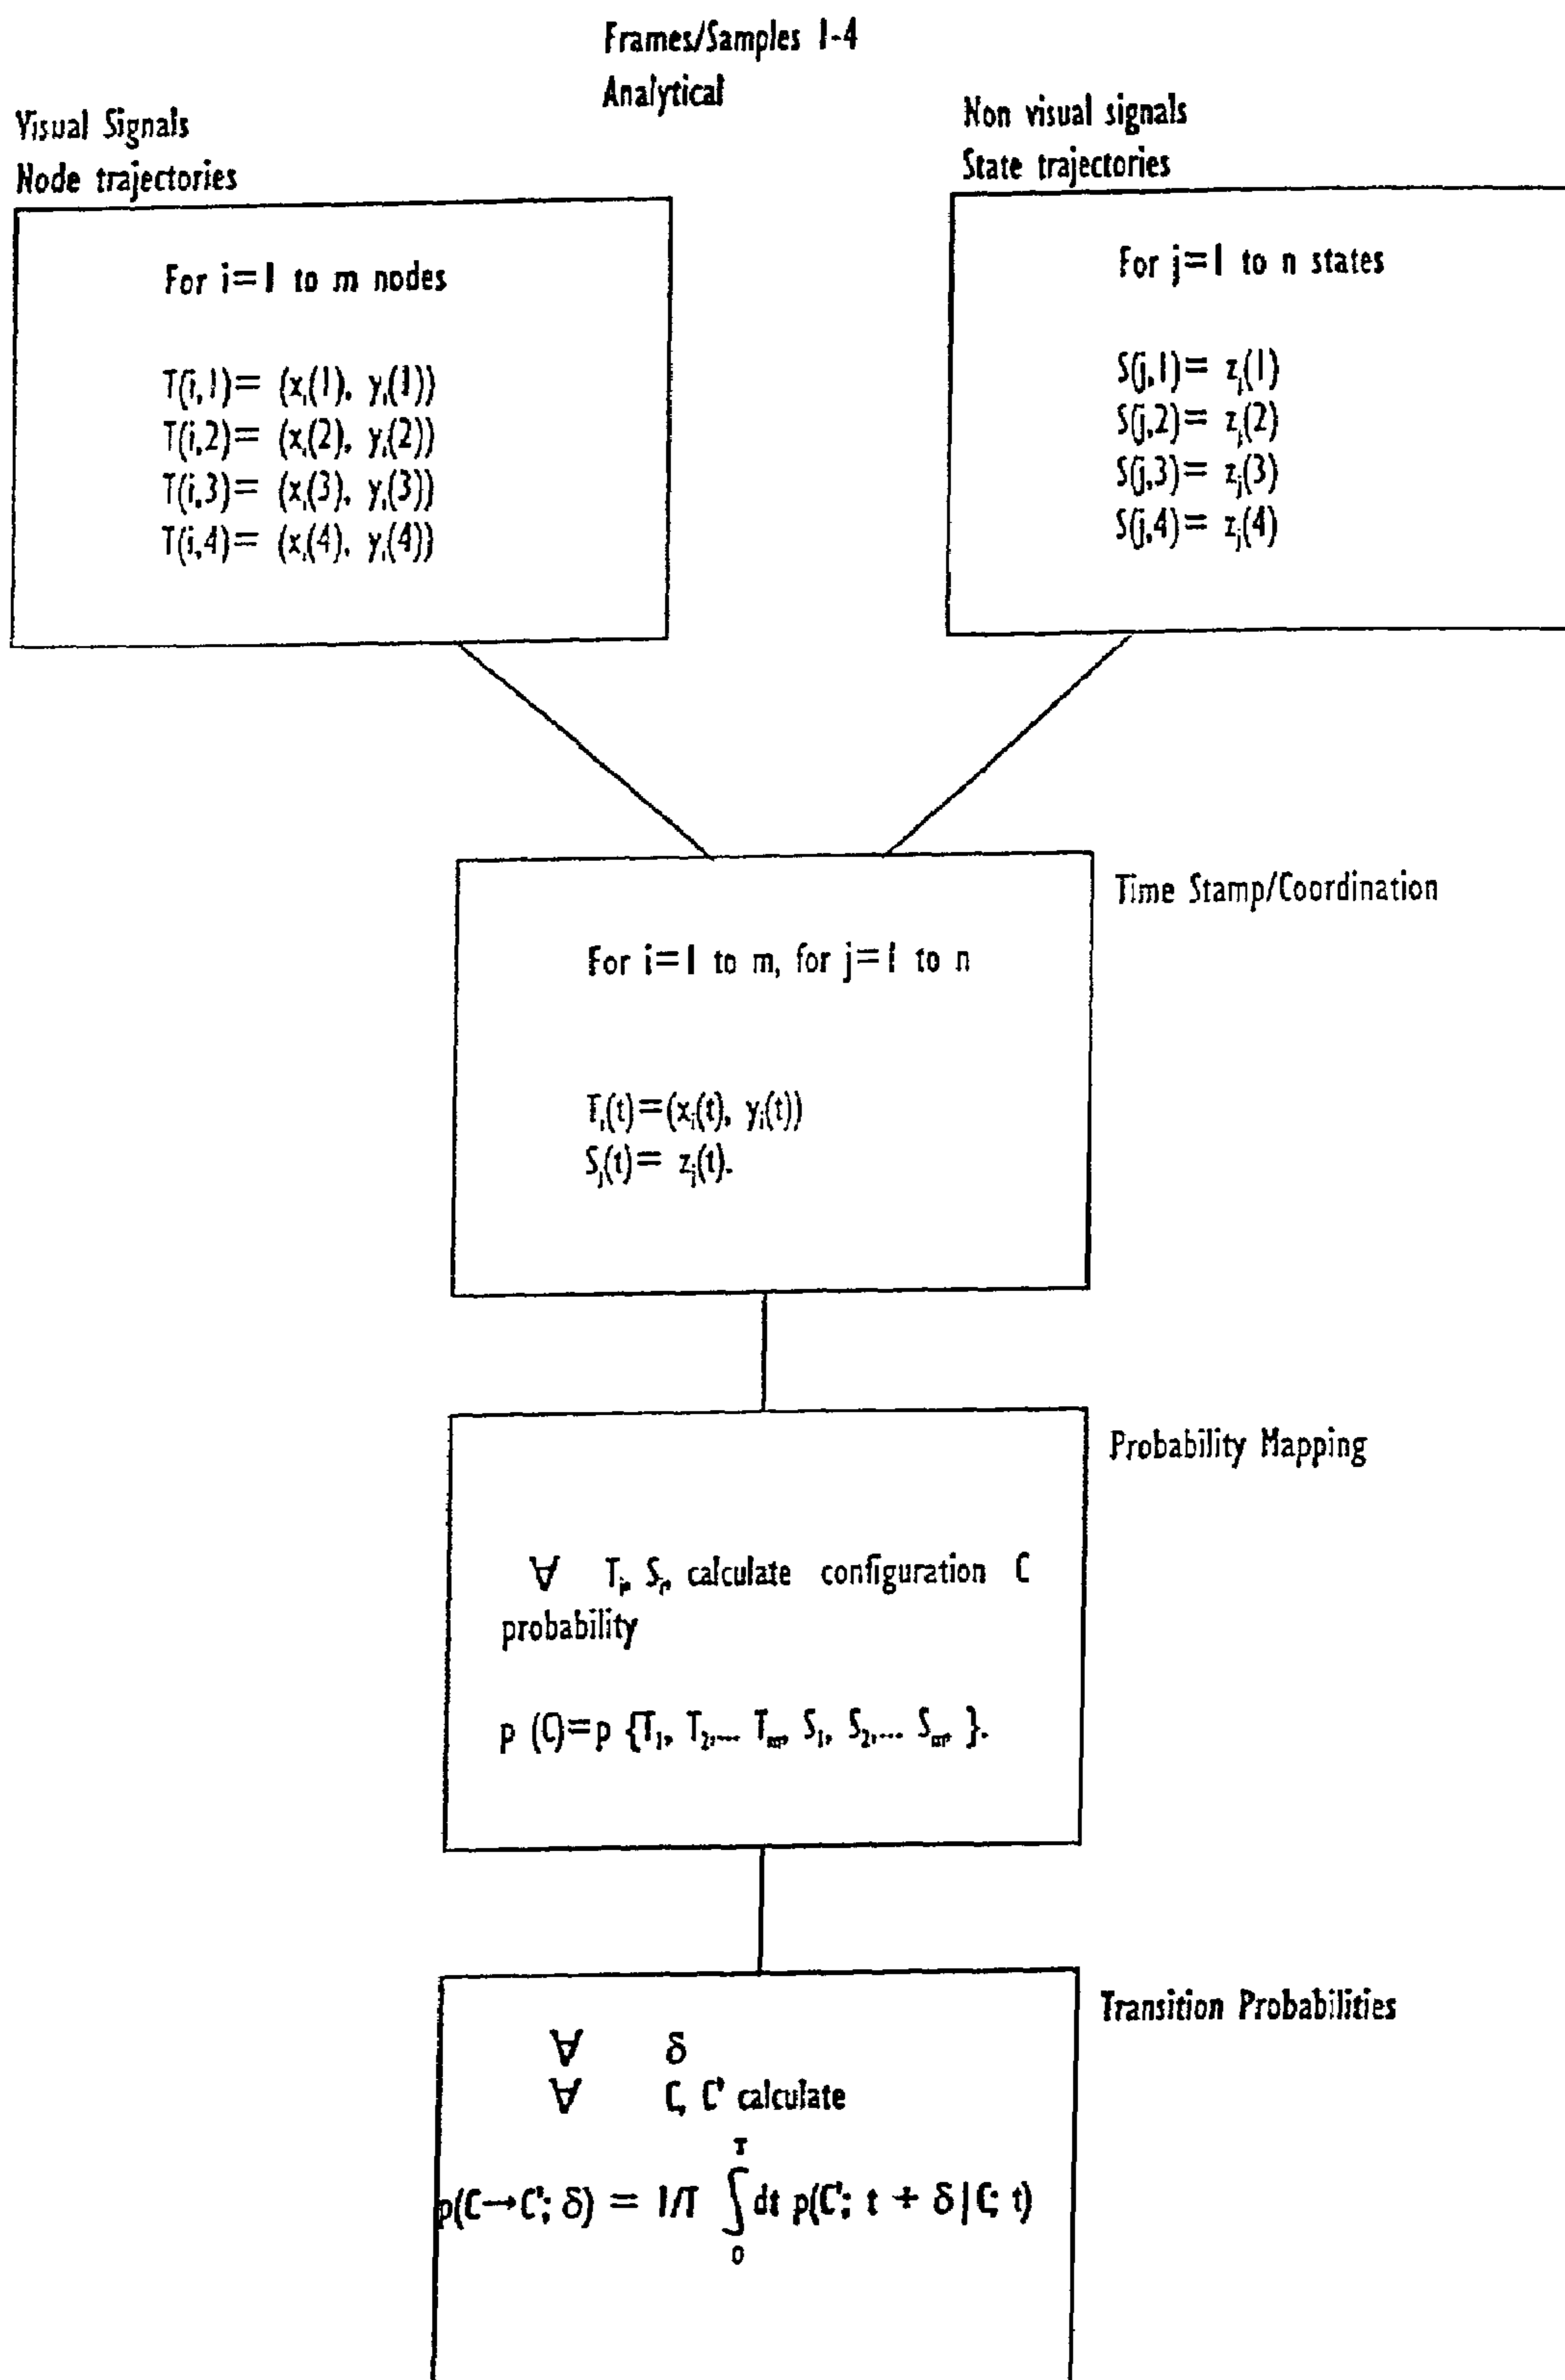 Frames/Samples 1-4
Analytical
Visual Signals
Node trajectories
For i=1 to m nodes
T(i,1)= (xᵢ(1), yᵢ(1))
T(i,2)= (xᵢ(2), yᵢ(2))
T(i,3)= (xᵢ(3), yᵢ(3))
T(i,4)= (xᵢ(4), yᵢ(4))
Non visual signals
State trajectories
For j=1 to n states
S(j,1)= zⱼ(1)
S(j,2)= zⱼ(2)
S(j,3)= zⱼ(3)
S(j,4)= zⱼ(4)
Time Stamp/Coordination
For i=1 to m, for j=1 to n
Tᵢ(t)=(xᵢ(t), yᵢ(t))
Sⱼ(t)= zⱼ(t).
Probability Mapping
∀ T, S, calculate configuration C
probability
p (C)=p {T₁, T₂,... Tₘ, S₁, S₂,... S }.
Transition Probabilities
∀ δ
∀ C, C' calculate
p(C→C'; δ) = 1/T ∫₀ᵀ dt p(C'; t + δ | C; t)